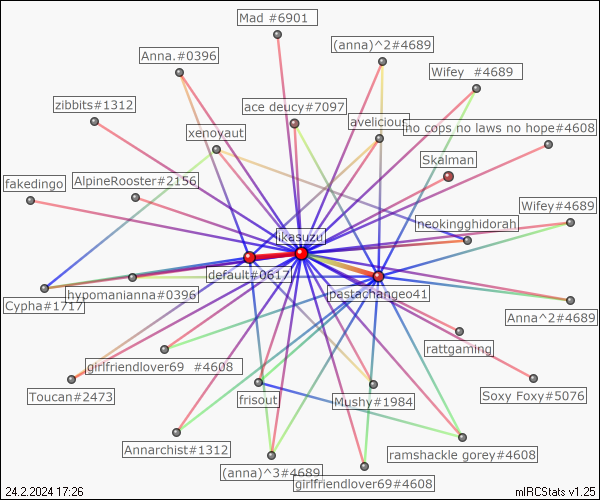 Mad #6901
(anna)^2#4689
Anna.#0396
Wifey  #4689
zibbits#1312
ace deucy#7097
avelicious
no cops no laws no hope#4608
xenoyaut
Skalman
fakedingo
AlpineRooster#2156
Wifey#4689
neokingghidorah
ikasuzu
default#0617
pastachangeo41
hypomanianna#0396
Cypha#1717
Anna^2#4689
rattgaming
girlfriendlover69  #4608
Toucan#2473
frisout
Mushy#1984
Soxy Foxy#5076
Annarchist#1312
ramshackle gorey#4608
(anna)^3#4689
girlfriendlover69#4608
24.2.2024 17:26
mIRCStats v1.25